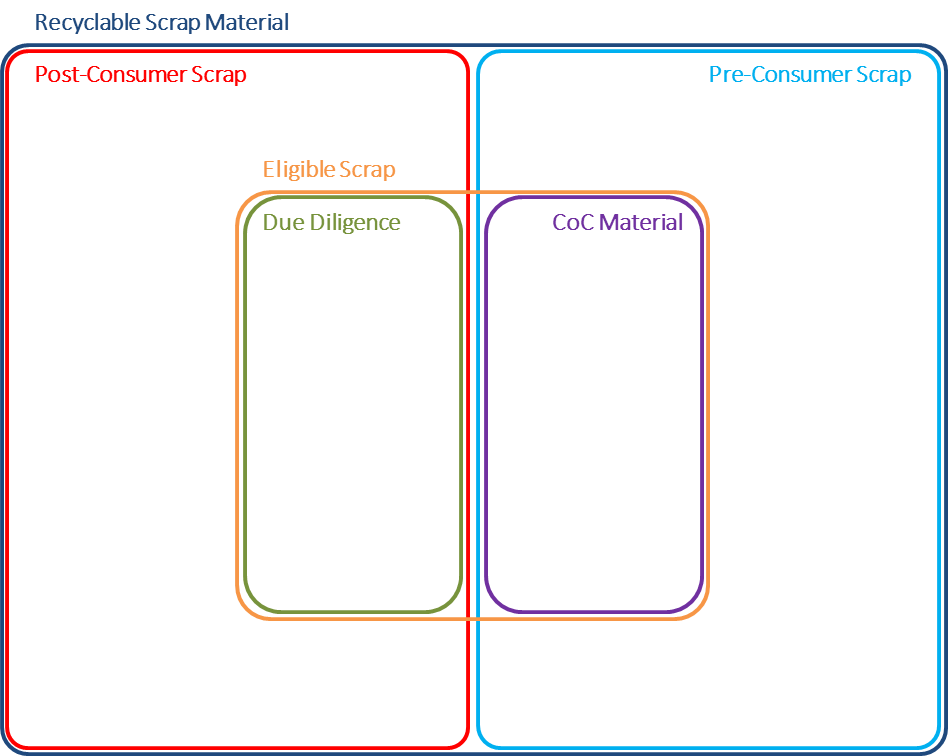 Recyclable Scrap Material
Post-Consumer Scrap
Pre-Consumer Scrap
Eligible Scrap
Due Diligence
CoC Material